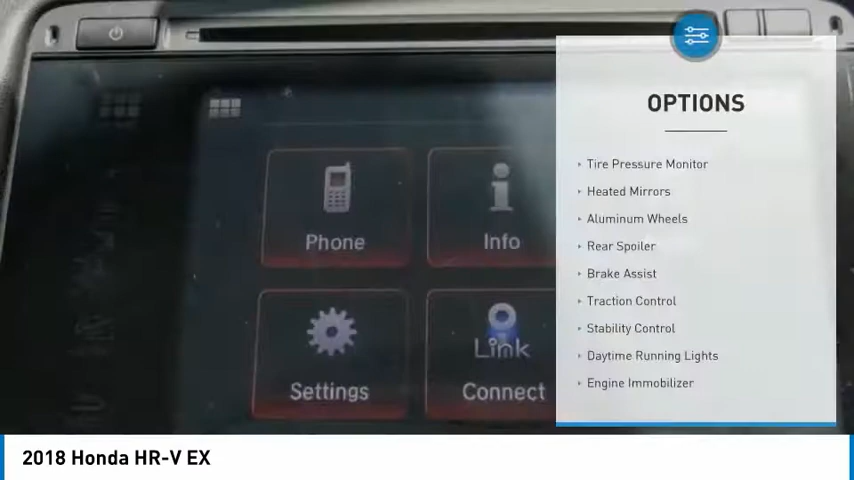 Phone
Info
Settings
Link
Connect
OPTIONS
Tire Pressure Monitor
Heated Mirrors
Aluminum Wheels
Rear Spoiler
Brake Assist
Traction Control
Stability Control
Daytime Running Lights
Engine Immobilizer
2018 Honda HR-V EX